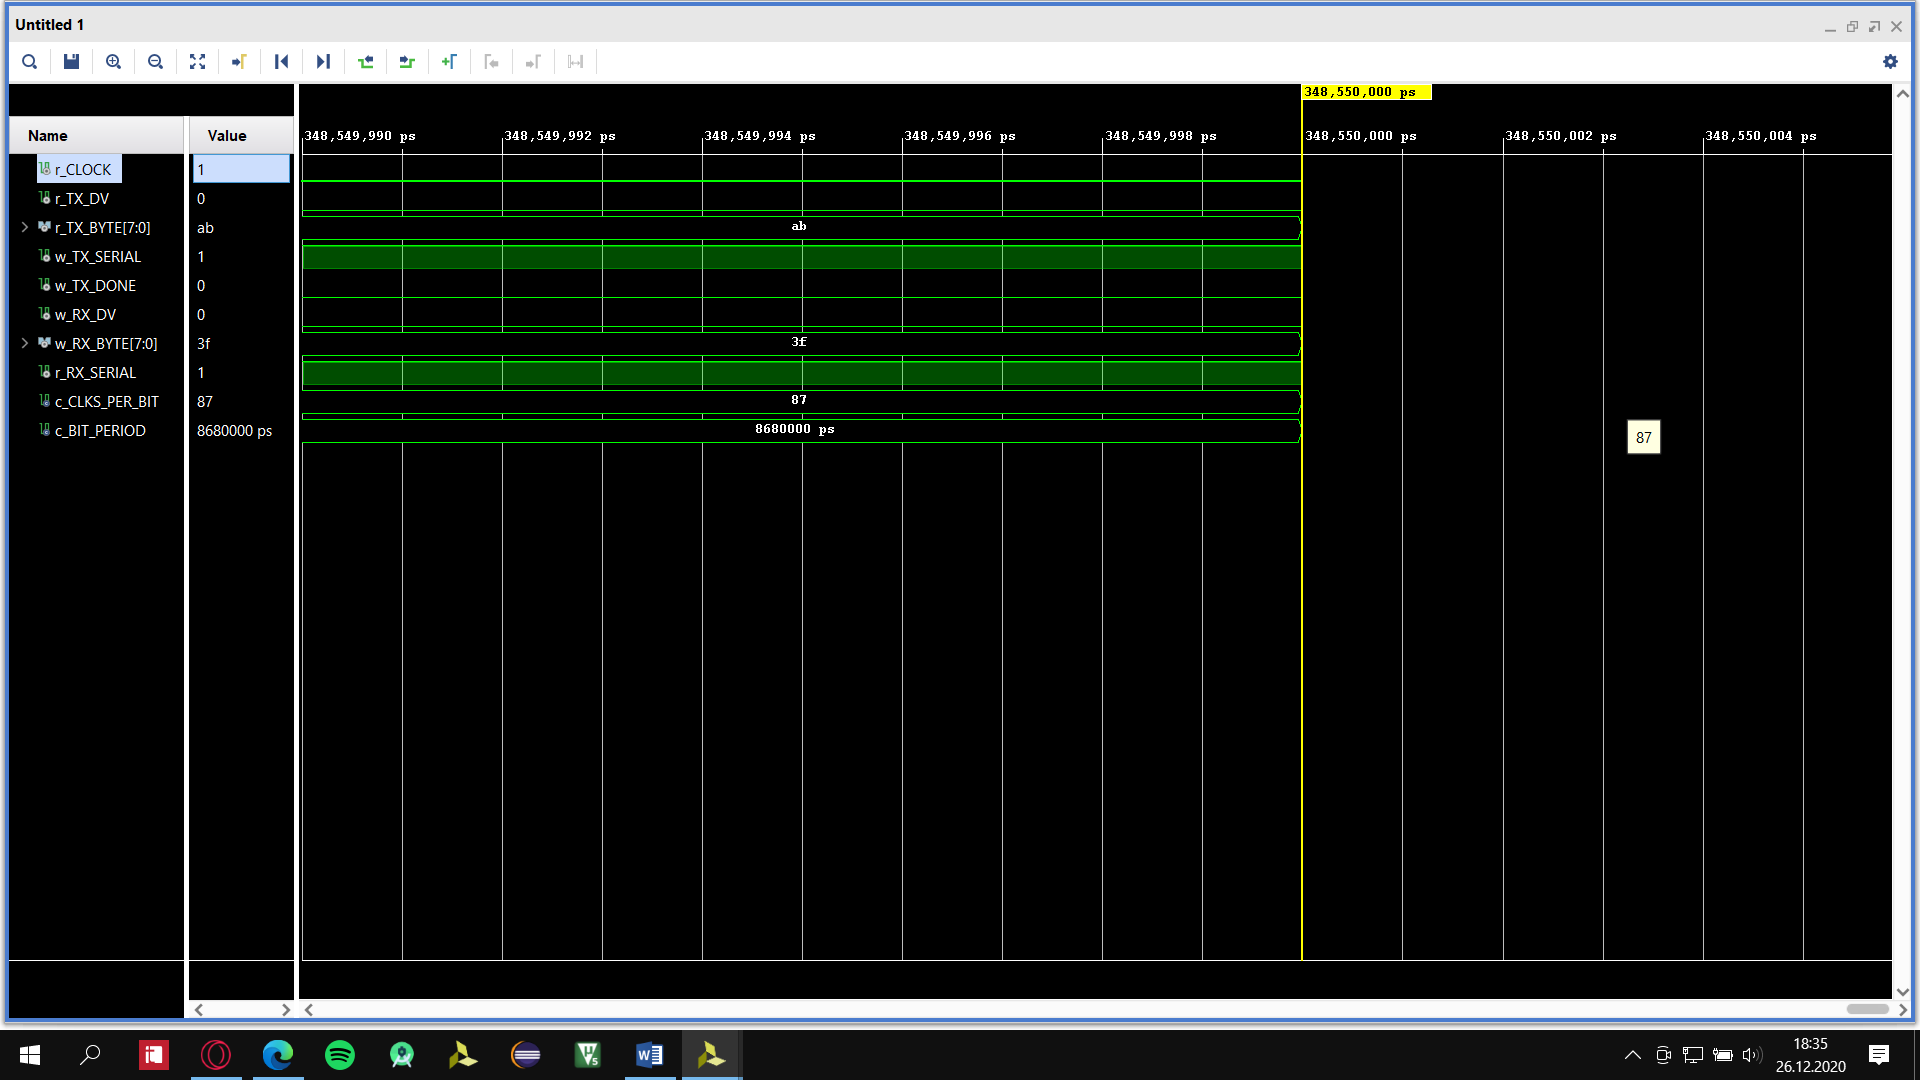 Untitled 1
348,550,000 ps
Name
Value
348,549,990 ps
348,549,992 ps
348,549,994 ps
348,549,996 ps
348,549,998 ps
348,550,000 ps
348,550,002 ps
348,550,004 ps
r_CLOCK
1
r_TX_DV
0
r_TX_BYTE[7:0]
ab
ab
w_TX_SERIAL
1
w_TX_DONE
0
w_RX_DV
0
w_RX_BYTE[7:0]
3f
3f
r_RX_SERIAL
1
c_CLKS_PER_BIT
87
87
c_BIT_PERIOD
8680000 ps
8680000 ps
87
18:35
26.12.2020